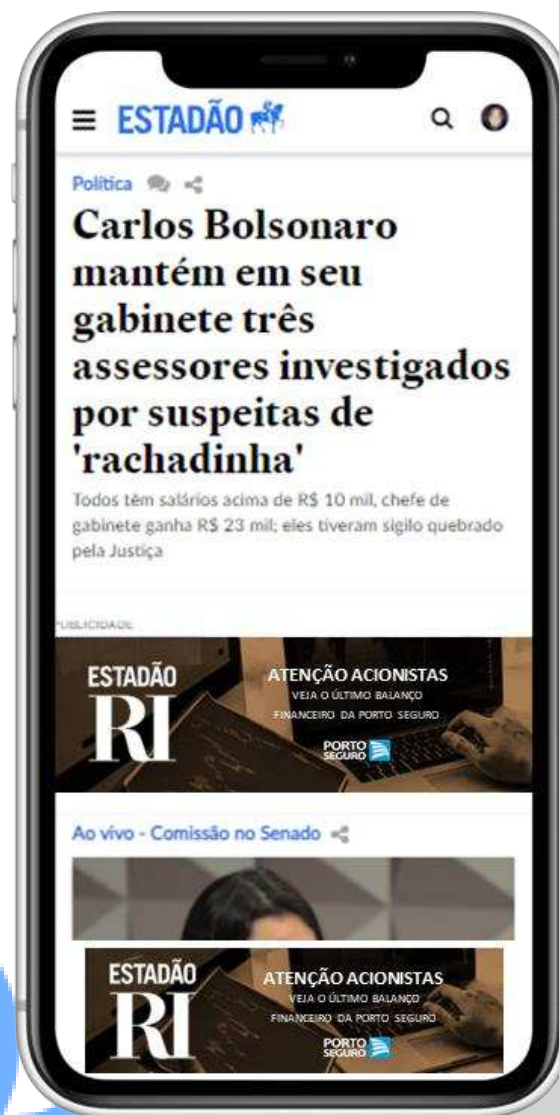 ESTADÃO
Política
Carlos Bolsonaro
mantém em seu
gabinete três
assessores investigados
por suspeitas de
'rachadinha'
Todos têm salários acima de R$ 10 mil, chefe de
gabinete ganha R$ 23 mil; eles tiveram sigilo quebrado
pela Justiça
PUBLICIDADE
ESTADÃO
RI
ATENÇÃO ACIONISTAS
VEJA O ÚLTIMO BALANÇO
FINANCEIRO DA PORTO SEGURO
PORTO
SEGURO
Ao vivo - Comissão no Senado
ESTADÃO
RI
ATENÇÃO ACIONISTAS
VEJA O ÚLTIMO BALANÇO
FINANCEIRO DA PORTO SEGURO
PORTO
SEGURO